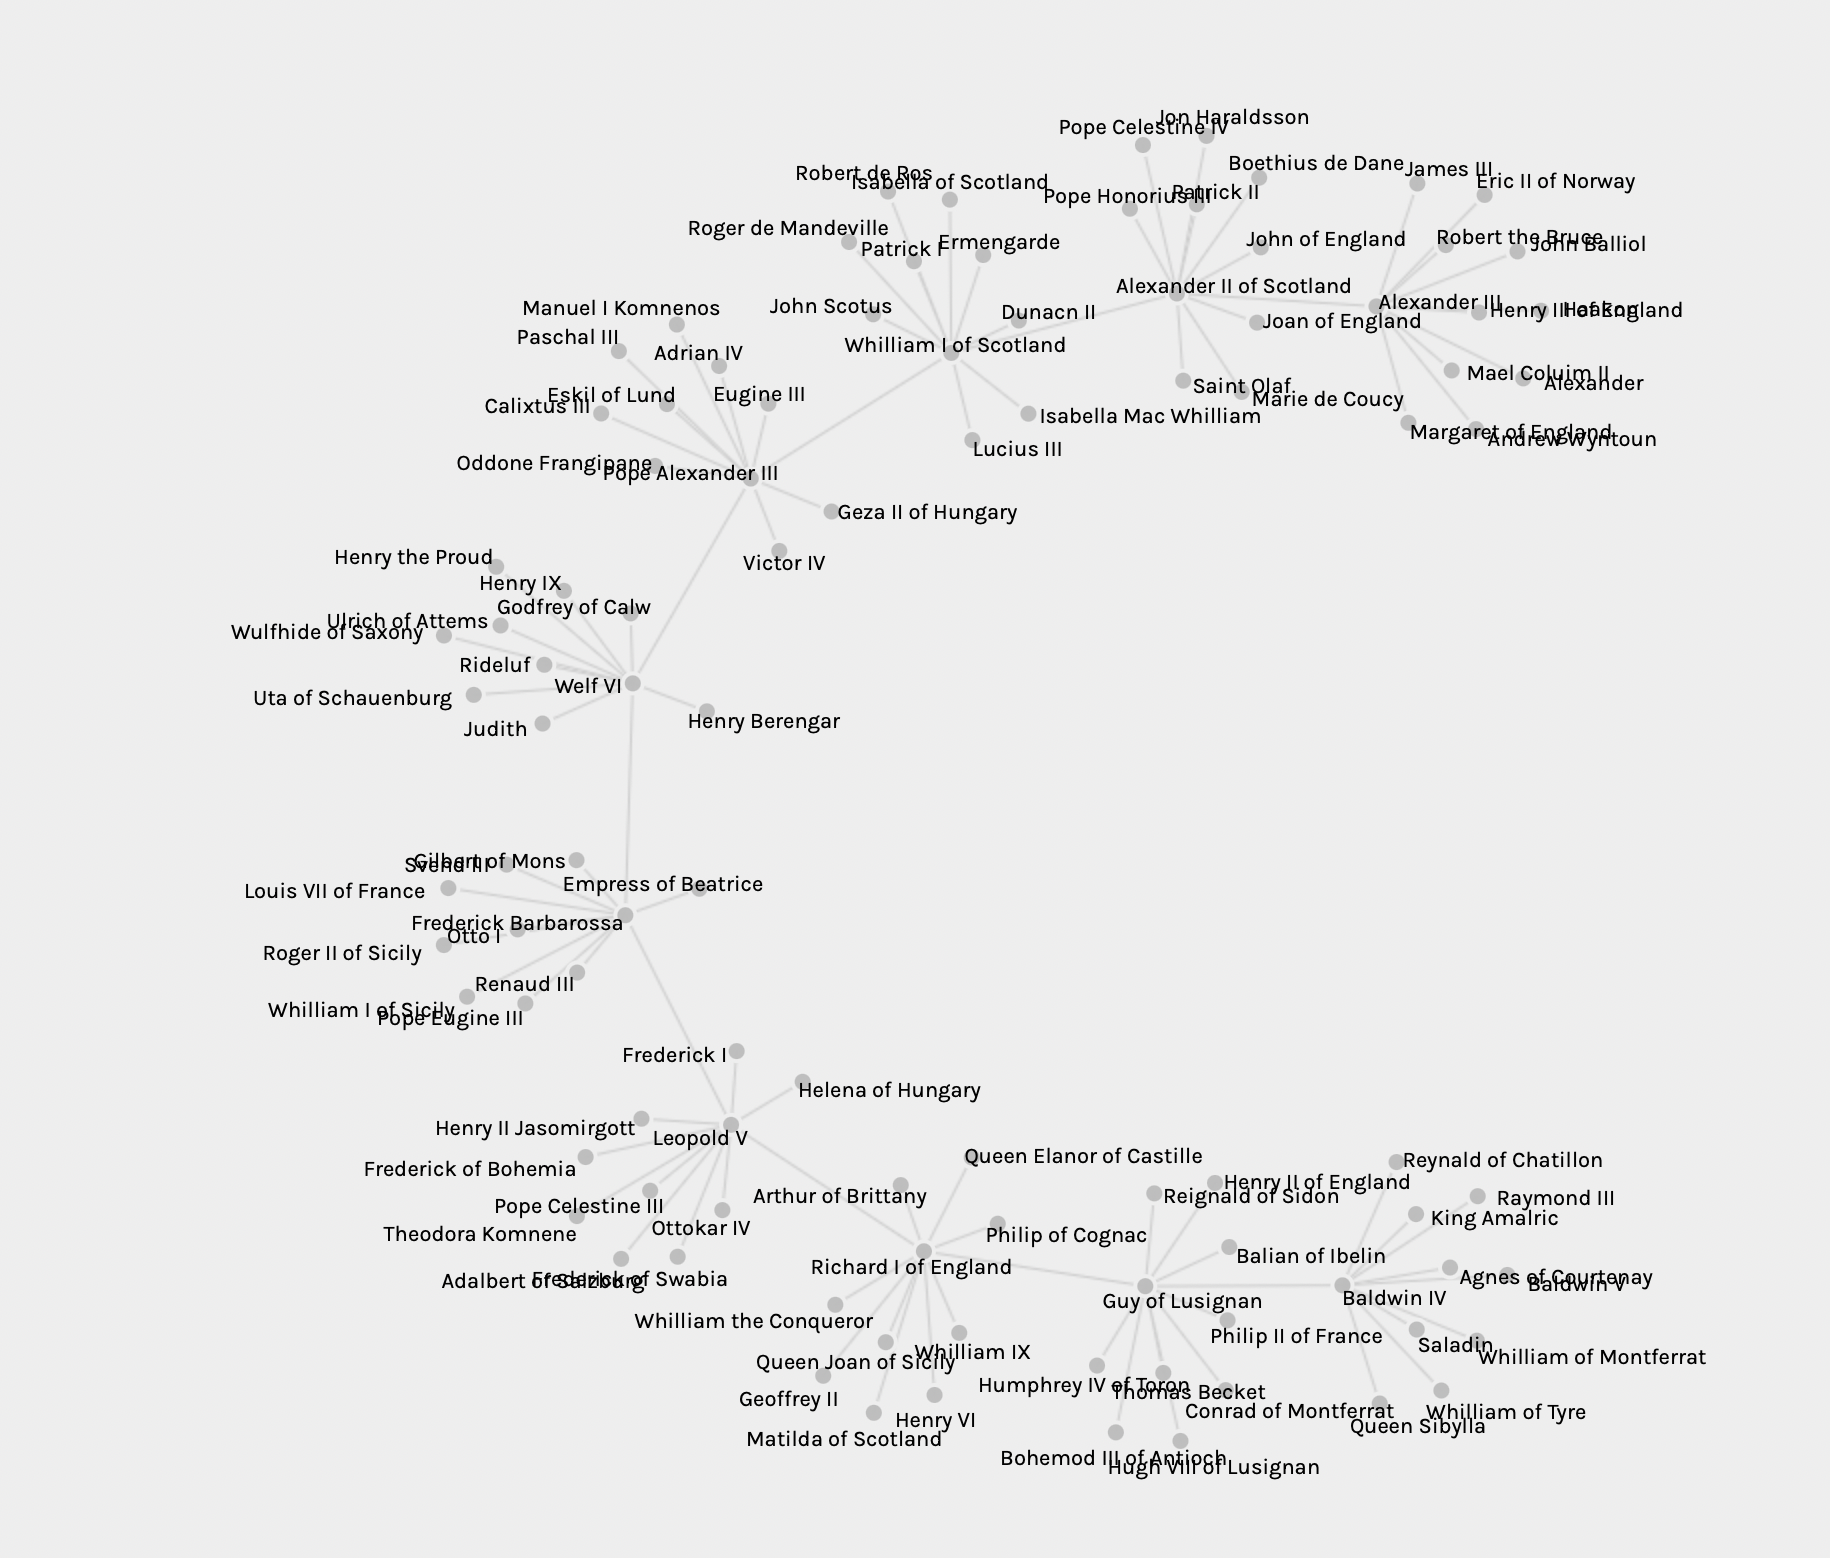 Jon Haraldsson
Pope Celestine IV
Boethius de Dane
James III
Robert de Ros
Isabella of Scotland
Eric II of Norway
Patrick II
Pope Honorius III
Roger de Mandeville
Robert the Bruce
John of England
Ermengarde
John Balliol
Patrick I
Alexander II of Scotland
Alexander III
John Scotus
Manuel I Komnenos
Dunacn II
Henry III of England
Haakon
Joan of England
Paschal III
Whilliam I of Scotland
Adrian IV
Mael Coluim II
Alexander
Saint Olaf
Eugine III
Eskil of Lund
Marie de Coucy
Calixtus III
Isabella Mac Whilliam
Margaret of England
Andrew Wyntoun
Lucius III
Oddone Frangipane
Pope Alexander III
Geza II of Hungary
Henry the Proud
Victor IV
Henry IX
Godfrey of Calw
Ulrich of Attems
Wulfhide of Saxony
Rideluf
Welf VI
Uta of Schauenburg
Henry Berengar
Judith
Gilbert of Mons
Svend III
Empress of Beatrice
Louis VII of France
Frederick Barbarossa
Otto I
Roger II of Sicily
Renaud III
Whilliam I of Sicily
Pope Eugine III
Frederick I
Helena of Hungary
Henry II Jasomirgott
Leopold V
Queen Elanor of Castille
Reynald of Chatillon
Frederick of Bohemia
Henry II of England
Arthur of Brittany
Reignald of Sidon
Raymond III
Pope Celestine III
King Amalric
Ottokar IV
Theodora Komnene
Philip of Cognac
Balian of Ibelin
Richard I of England
Agnes of Courtenay
Frederick of Swabia
Adalbert of Salzburg
Baldwin V
Baldwin IV
Guy of Lusignan
Whilliam the Conqueror
Philip II of France
Saladin
Whilliam IX
Whilliam of Montferrat
Queen Joan of Sicily
Humphrey IV of Toron
Thomas Becket
Geoffrey II
Conrad of Montferrat
Whilliam of Tyre
Henry VI
Queen Sibylla
Matilda of Scotland
Bohemod III of Antioch
Hugh VIII of Lusignan